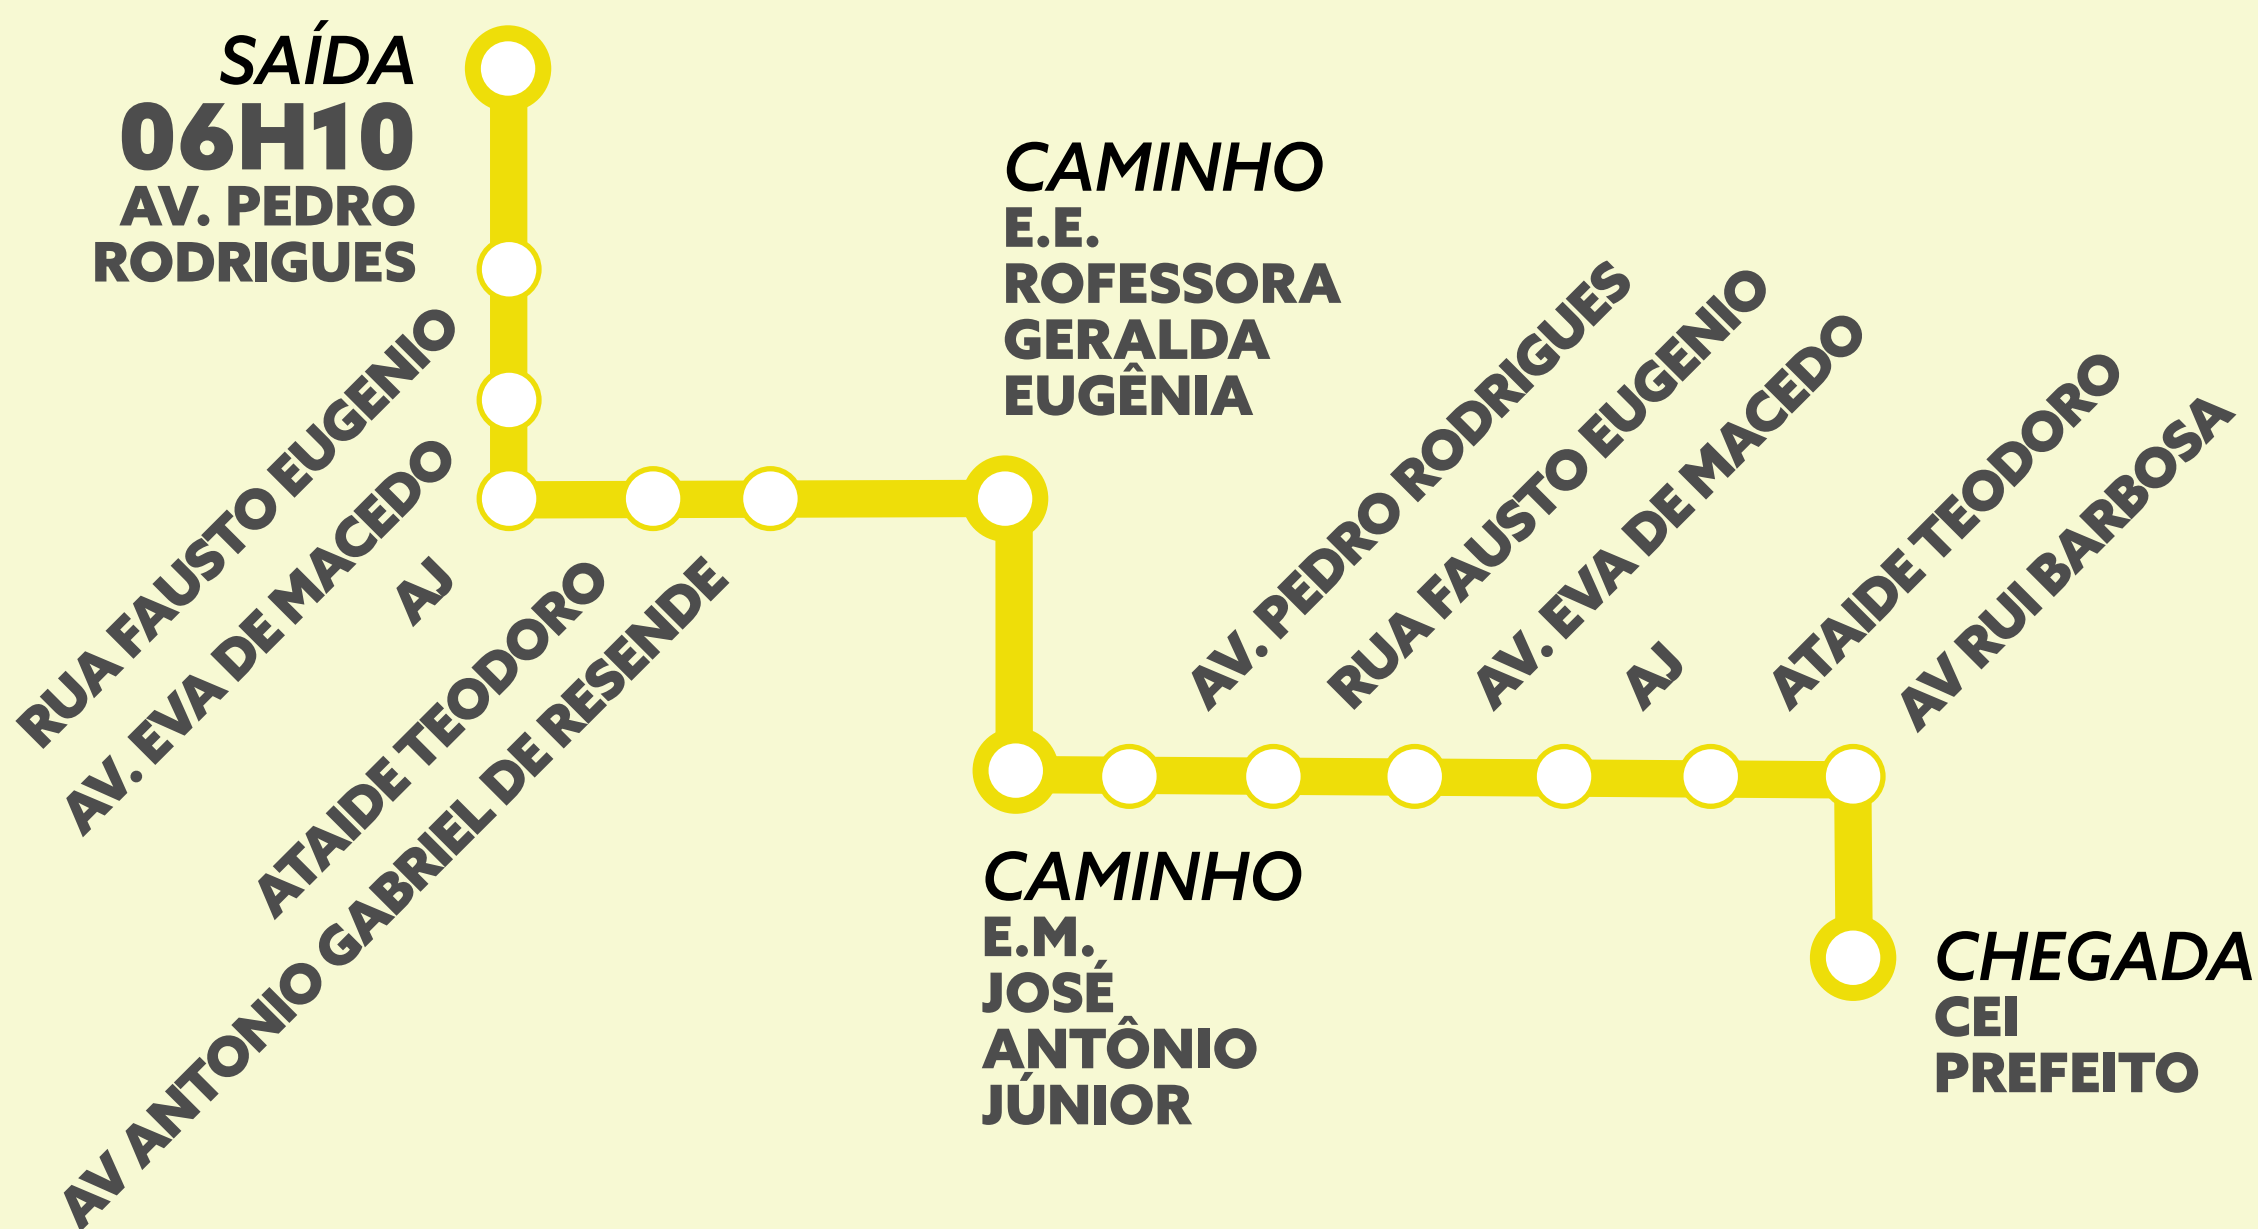 SAÍDA
06H10
AV. PEDRO
RODRIGUES
RUA FAUSTO EUGENIO
AV. EVA DE MACEDO
AJ
ATAIDE TEODORO
AV ANTONIO GABRIEL DE RESENDE
CAMINHO
E.E.
ROFESSORA
GERALDA
EUGÊNIA
CAMINHO
E.M.
JOSÉ
ANTÔNIO
JÚNIOR
AV. PEDRO RODRIGUES
RUA FAUSTO EUGENIO
AV. EVA DE MACEDO
AJ
ATAIDE TEODORO
AV RUI BARBOSA
CHEGADA
CEI
PREFEITO